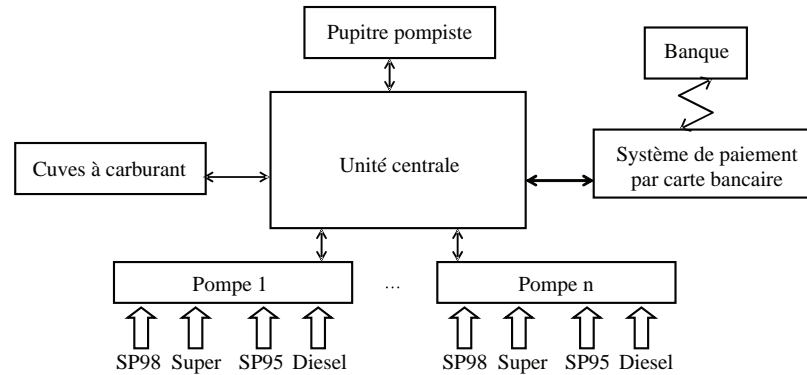 Pupitre pompiste
Banque
Unité centrale
Cuves à carburant
Système de paiement
par carte bancaire
Pompe 1
...
Pompe n
SP98 Super SP95 Diesel
SP98 Super SP95 Diesel